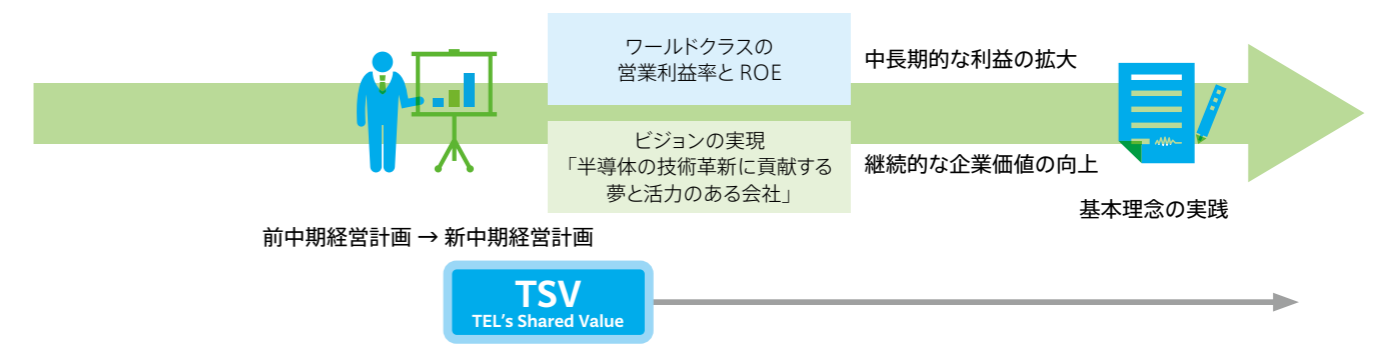 ワールドクラスの
営業利益率と ROE
中長期的な利益の拡大
ビジョンの実現
「半導体の技術革新に貢献する
夢と活力のある会社」
継続的な企業価値の向上
基本理念の実践
前中期経営計画 → 新中期経営計画
TSV
TEL's Shared Value